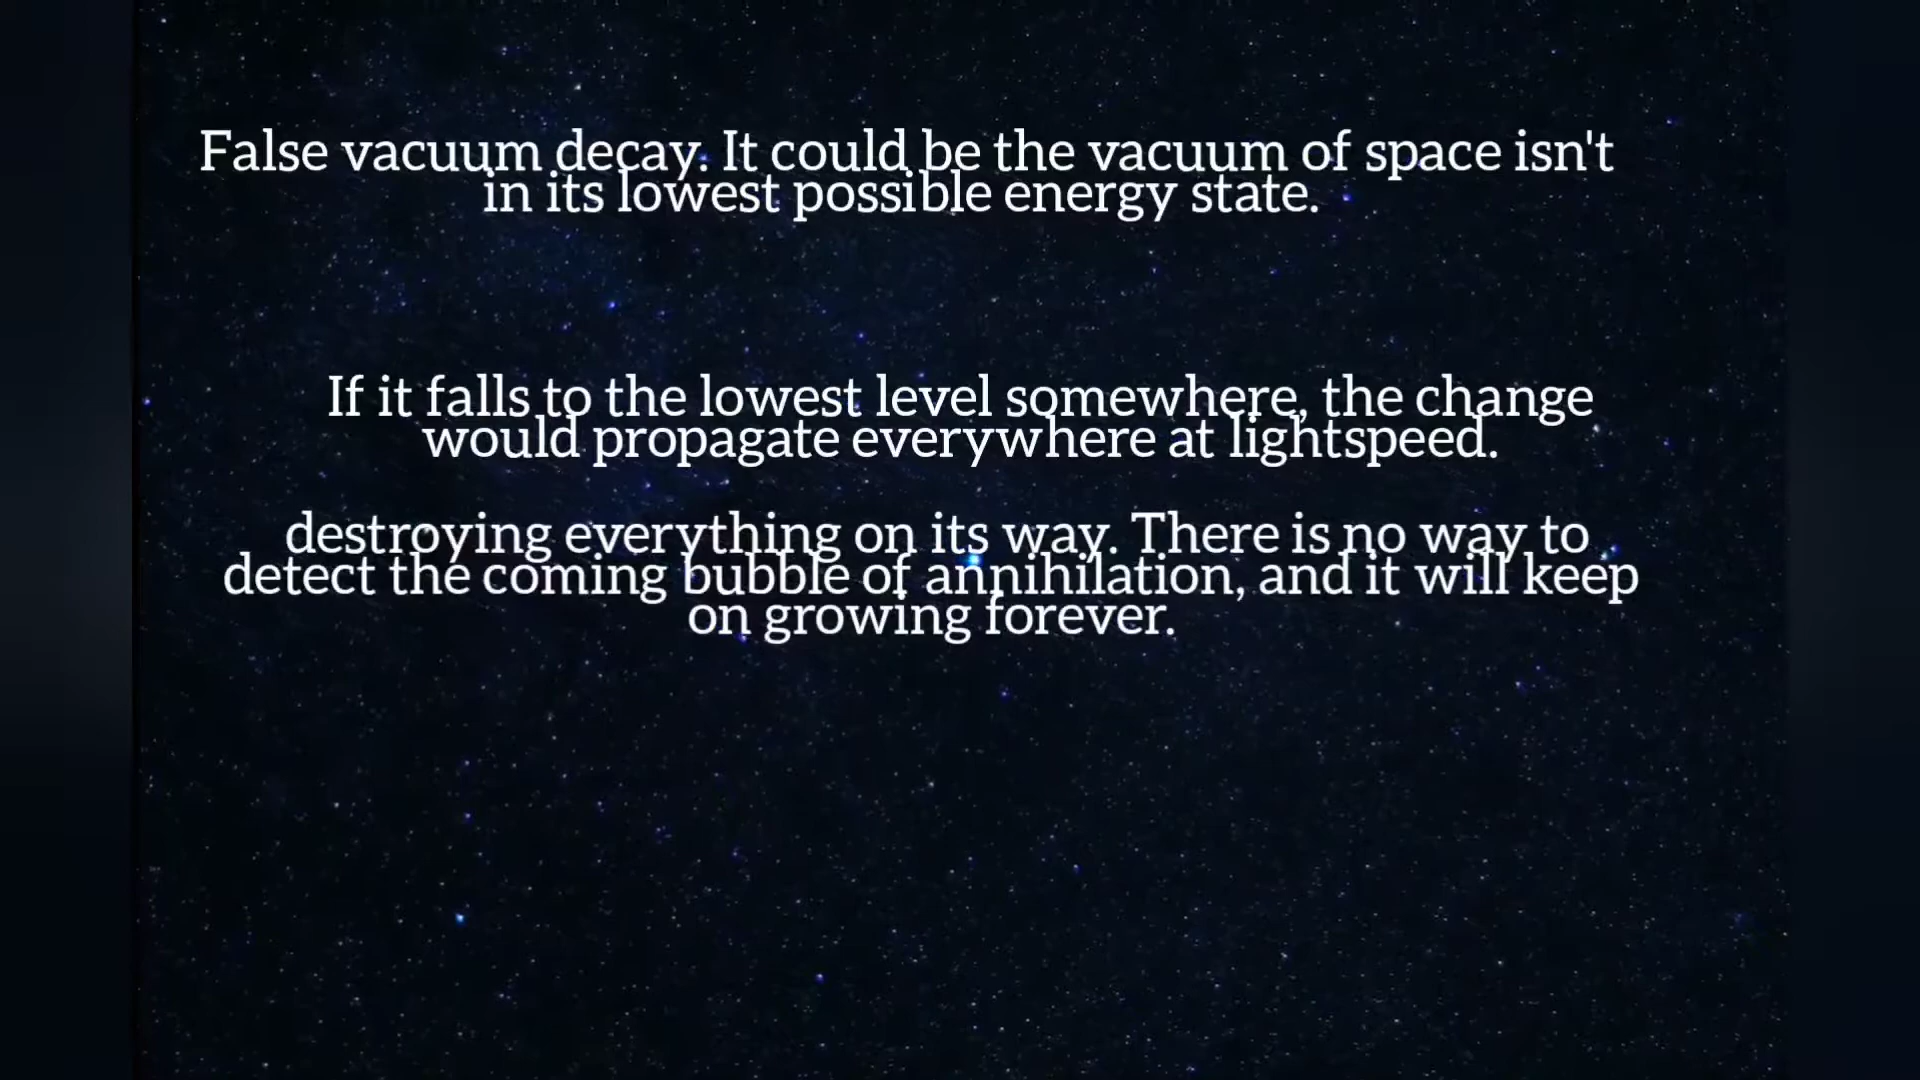 False vacuum decay. It could be the vacuum of space isn't
in its lowest possible energy state.
If it falls to the lowest level somewhere, the change
would propagate everywhere at lightspeed.
destroying everything on its way. There is no way to
detect the coming bubble of annihilation, and it will keep
on growing forever.